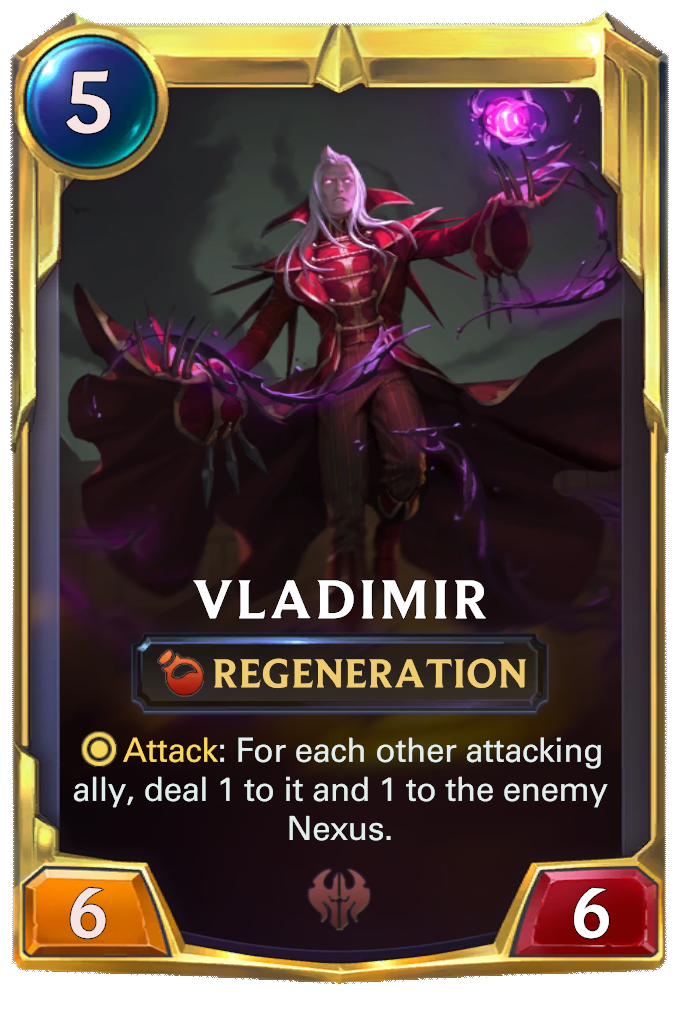 5
VLADIMIR
REGENERATION
Attack: For each other attacking
ally, deal 1 to it and 1 to the enemy
Nexus.
6
6